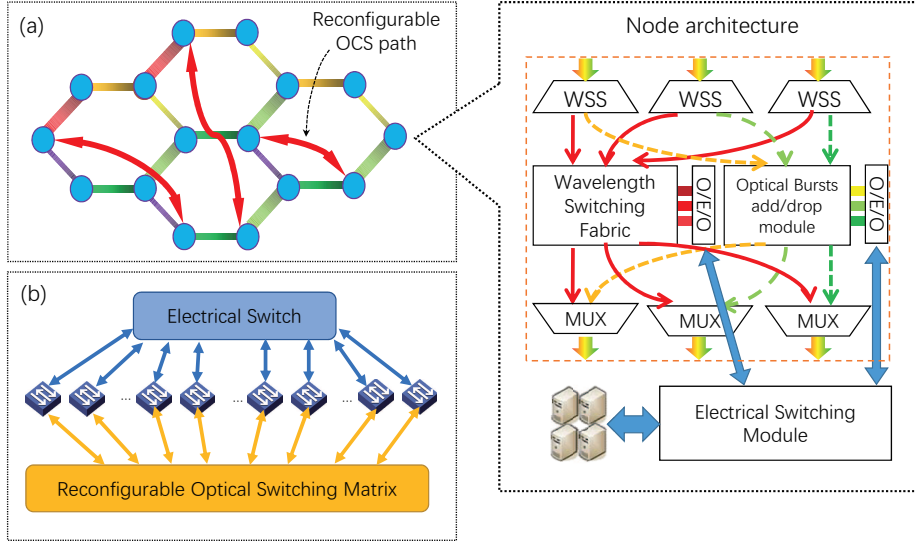 (a)
Reconfigurable
OCS path
(b)
Electrical Switch
... ... ...
Reconfigurable Optical Switching Matrix
Node architecture
WSS WSS WSS
Wavelength
Switching
Fabric
O/E/O
Optical Bursts
add/drop
module
O/E/O
MUX MUX MUX
Electrical Switching
Module